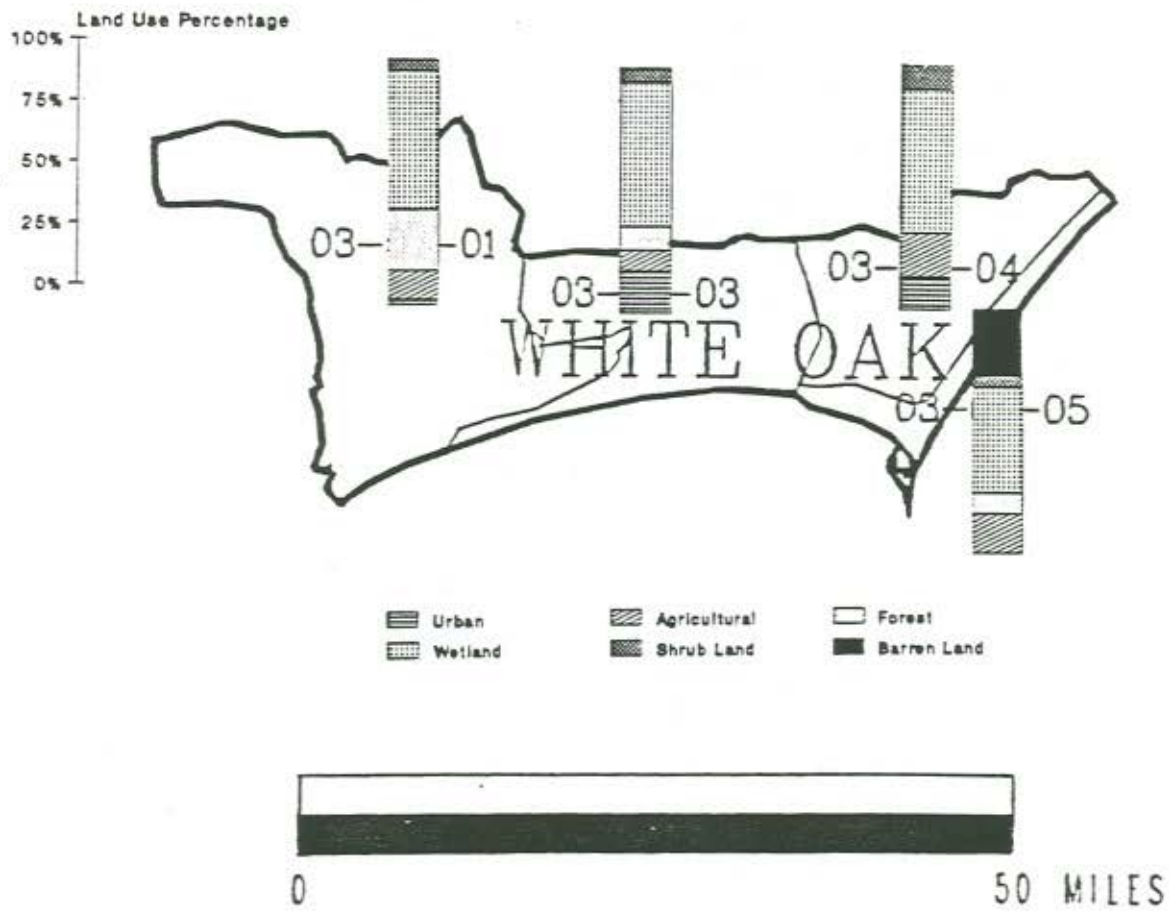 Land Use Percentage
100%
75%
50%
25%
0%
03 01
03 03
03 04
WHITE OAK
03 05
Urban Agricultural Forest
Wetland Shrub Land Barren Land
0 50 MILES